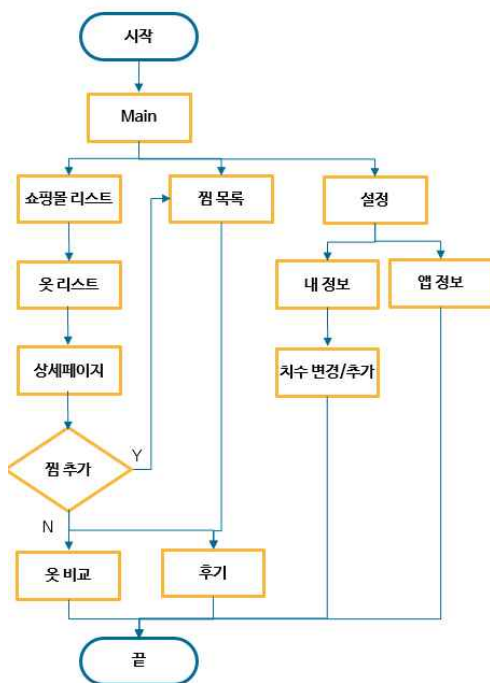 시작
Main
쇼핑몰 리스트
찜 목록
설정
옷 리스트
내 정보
앱 정보
상세페이지
치수 변경/추가
찜 추가
Y
N
옷 비교
후기
끝